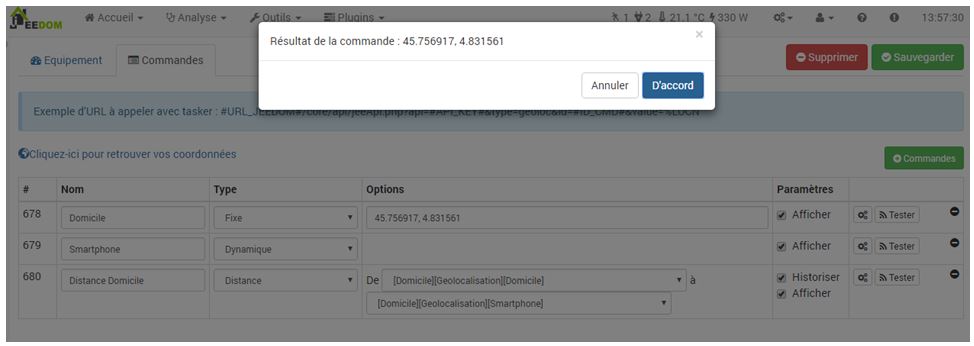 JEEDOM Accueil Analyse Outils Plugins 1 2 21.1 °C 330 W 13:57:30
Résultat de la commande : 45.756917, 4.831561 ×
Annuler D'accord
Equipement Commandes Supprimer Sauvegarder
Exemple d'URL à appeler avec tasker : #URL_JEEDOM#/core/api/jeeApi.php?api=#API_KEY#&type=geoloc&id=#ID_CMD#&value=%LOCN
Cliquez-ici pour retrouver vos coordonnées Commandes
# Nom Type Options Paramètres
678 Domicile Fixe 45.756917, 4.831561 Afficher Tester
679 Smartphone Dynamique Afficher Tester
680 Distance Domicile Distance De [Domicile][Geolocalisation][Domicile] à Historiser Tester
[Domicile][Geolocalisation][Smartphone] Afficher